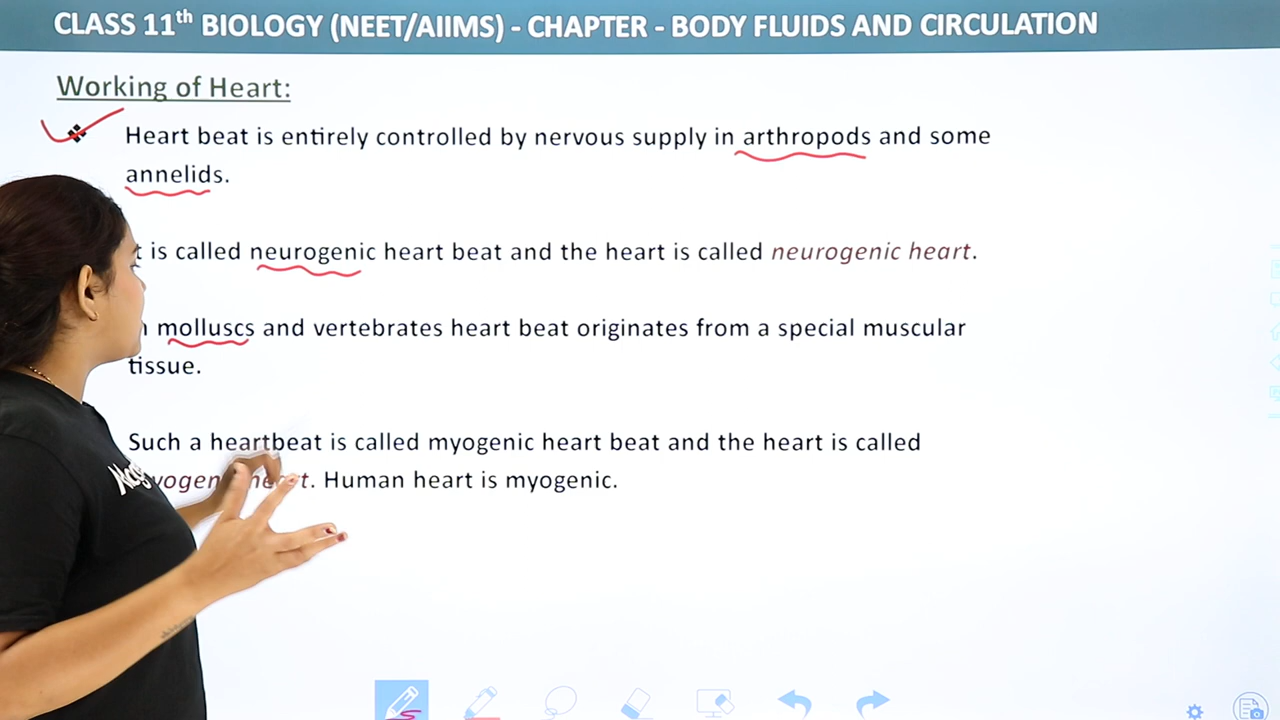 CLASS 11th BIOLOGY (NEET/AIIMS) - CHAPTER - BODY FLUIDS AND CIRCULATION
Working of Heart:
Heart beat is entirely controlled by nervous supply in arthropods and some
annelids.
is called neurogenic heart beat and the heart is called neurogenic heart.
molluscs and vertebrates heart beat originates from a special muscular
tissue.
Such a heartbeat is called myogenic heart beat and the heart is called
Human heart is myogenic.